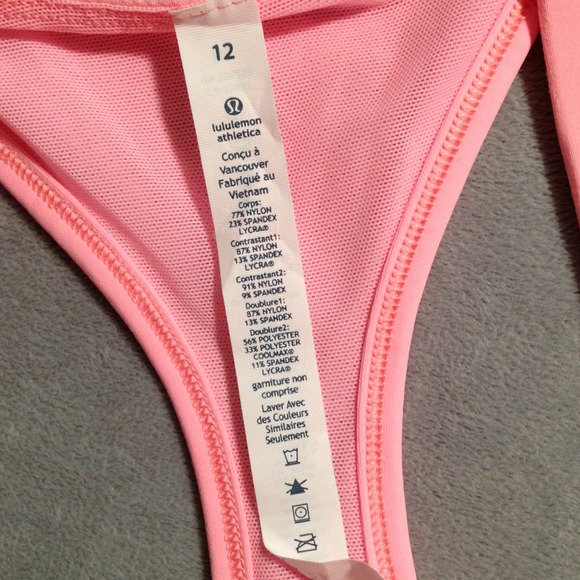 12
lululemon
athletica
Conçu à
Vancouver
Fabriqué au
Vietnam
Corps:
77% NYLON
23% SPANDEX
LYCRA®
Contrastant1:
87% NYLON
13% SPANDEX
LYCRA®
Contrastant2:
91% NYLON
9% SPANDEX
Doublure1:
87% NYLON
13% SPANDEX
Doublure2:
56% POLYESTER
33% POLYESTER
COOLMAX®
11% SPANDEX
LYCRA®
garniture non
comprise
Laver Avec
des Couleurs
Similaires
Seulement